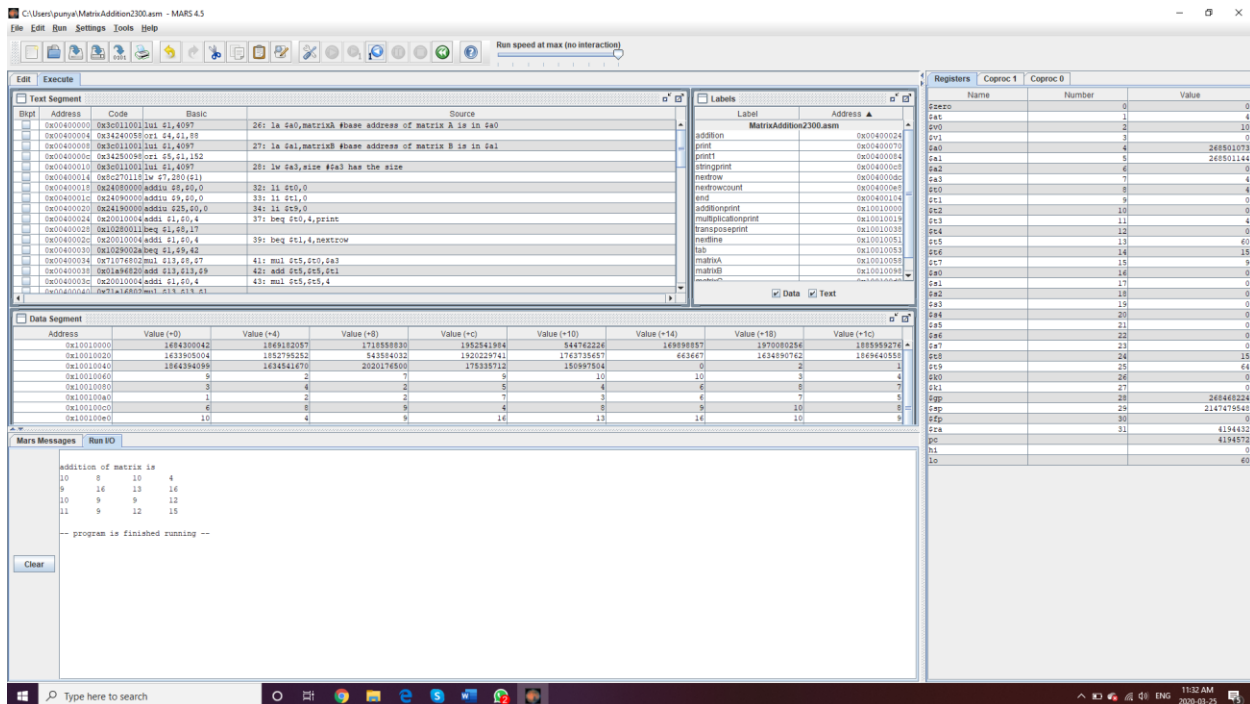 C:\Users\punya\MatrixAddition2300.asm - MARS 4.5
File Edit Run Settings Tools Help
Run speed at max (no interaction)
Edit Execute
Text Segment
Bkpt Address Code Basic Source
0x00400000 0x3c011001 lui $1,4097 26: la $a0,matrixA #base address of matrix A is in $a0
0x00400004 0x34240058 ori $4,$1,88
0x00400008 0x3c011001 lui $1,4097 27: la $a1,matrixB #base address of matrix B is in $a1
0x0040000c 0x34250098 ori $5,$1,152
0x00400010 0x3c011001 lui $1,4097 28: lw $a3,size #$a3 has the size
0x00400014 0x8c270118 lw $7,280($1)
0x00400018 0x24080000 addiu $8,$0,0 32: li $t0,0
0x0040001c 0x24090000 addiu $9,$0,0 33: li $t1,0
0x00400020 0x24190000 addiu $25,$0,0 34: li $t9,0
0x00400024 0x20010004 addi $1,$0,4 37: beq $t0,4,print
0x00400028 0x10280011 beq $1,$8,17
0x0040002c 0x20010004 addi $1,$0,4 39: beq $t1,4,nextrow
0x00400030 0x1029002a beq $1,$9,42
0x00400034 0x71076802 mul $13,$8,$7 41: mul $t5,$t0,$a3
0x00400038 0x01a96820 add $13,$13,$9 42: add $t5,$t5,$t1
0x0040003c 0x20010004 addi $1,$0,4 43: mul $t5,$t5,4
0x00400040 0x71a16802 mul $13,$13,$1
Labels
Label Address ▲
MatrixAddition2300.asm
addition 0x00400024
print 0x00400070
print1 0x00400084
stringprint 0x004000c8
nextrow 0x004000dc
nextrowcount 0x004000e8
end 0x00400104
additionprint 0x10010000
multiplicationprint 0x10010019
transposeprint 0x10010038
nextline 0x10010051
tab 0x10010053
matrixA 0x10010058
matrixB 0x10010098
Data Text
Data Segment
Address Value (+0) Value (+4) Value (+8) Value (+c) Value (+10) Value (+14) Value (+18) Value (+1c)
0x10010000 1684300042 1869182057 1718558830 1952541984 544762226 169898857 1970080256 1885959276
0x10010020 1633905004 1852795252 543584032 1920229741 1763735657 663667 1634890762 1869640558
0x10010040 1864394099 1634541670 2020176500 175335712 150997504 0 2 1
0x10010060 9 2 7 9 10 10 3 4
0x10010080 3 4 2 5 4 6 8 7
0x100100a0 1 2 2 7 3 6 7 5
0x100100c0 6 8 9 4 8 9 10 8
0x100100e0 10 4 9 16 13 16 10 9
Mars Messages Run I/O
addition of matrix is
10 8 10 4
9 16 13 16
10 9 9 12
11 9 12 15
-- program is finished running --
Clear
Registers Coproc 1 Coproc 0
Name Number Value
$zero 0 0
$at 1 4
$v0 2 10
$v1 3 0
$a0 4 268501073
$a1 5 268501144
$a2 6 0
$a3 7 4
$t0 8 4
$t1 9 0
$t2 10 0
$t3 11 4
$t4 12 0
$t5 13 60
$t6 14 15
$t7 15 9
$s0 16 0
$s1 17 0
$s2 18 0
$s3 19 0
$s4 20 0
$s5 21 0
$s6 22 0
$s7 23 0
$t8 24 15
$t9 25 64
$k0 26 0
$k1 27 0
$gp 28 268468224
$sp 29 2147479548
$fp 30 0
$ra 31 4194432
pc 4194572
hi 0
lo 60
Type here to search
ENG
11:32 AM
2020-03-25